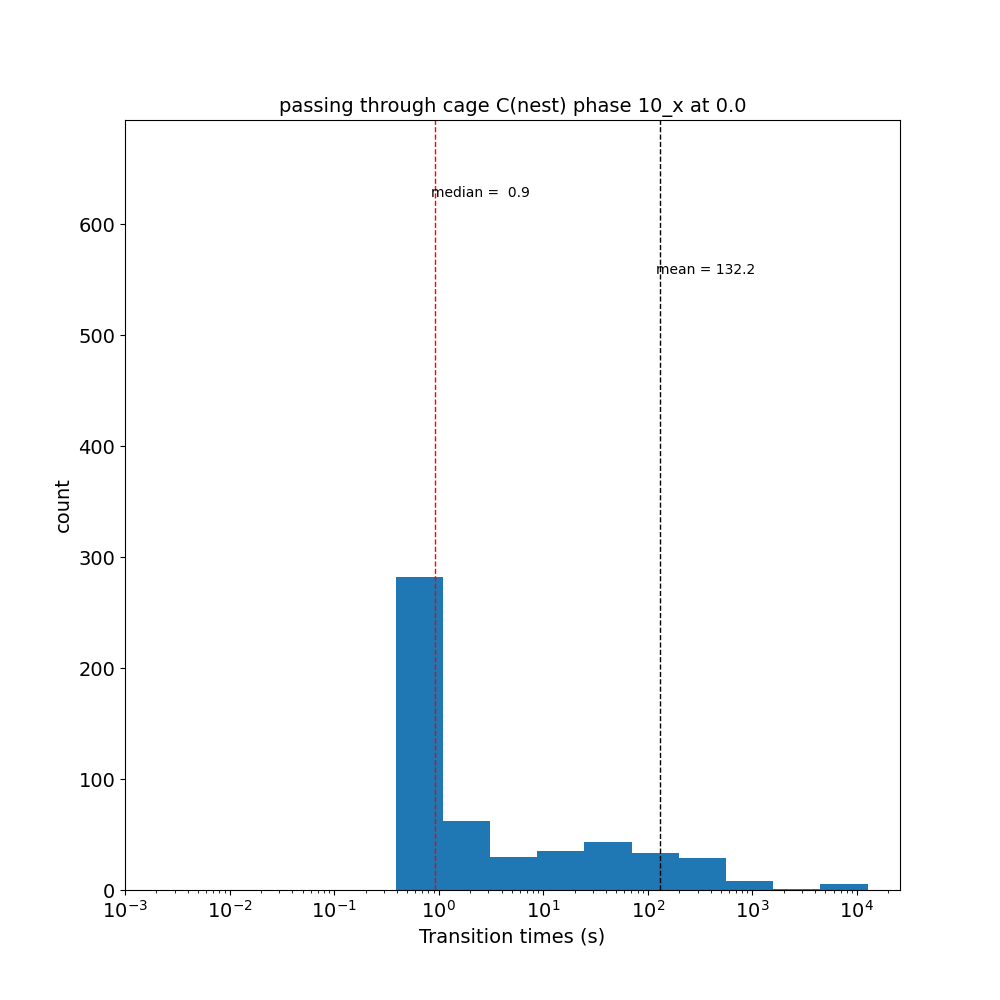 passing through cage C(nest) phase 10_x at 0.0
median =  0.9
mean = 132.2
600
500
400
300
200
100
0
count
10⁻³ 10⁻² 10⁻¹ 10⁰ 10¹ 10² 10³ 10⁴
Transition times (s)